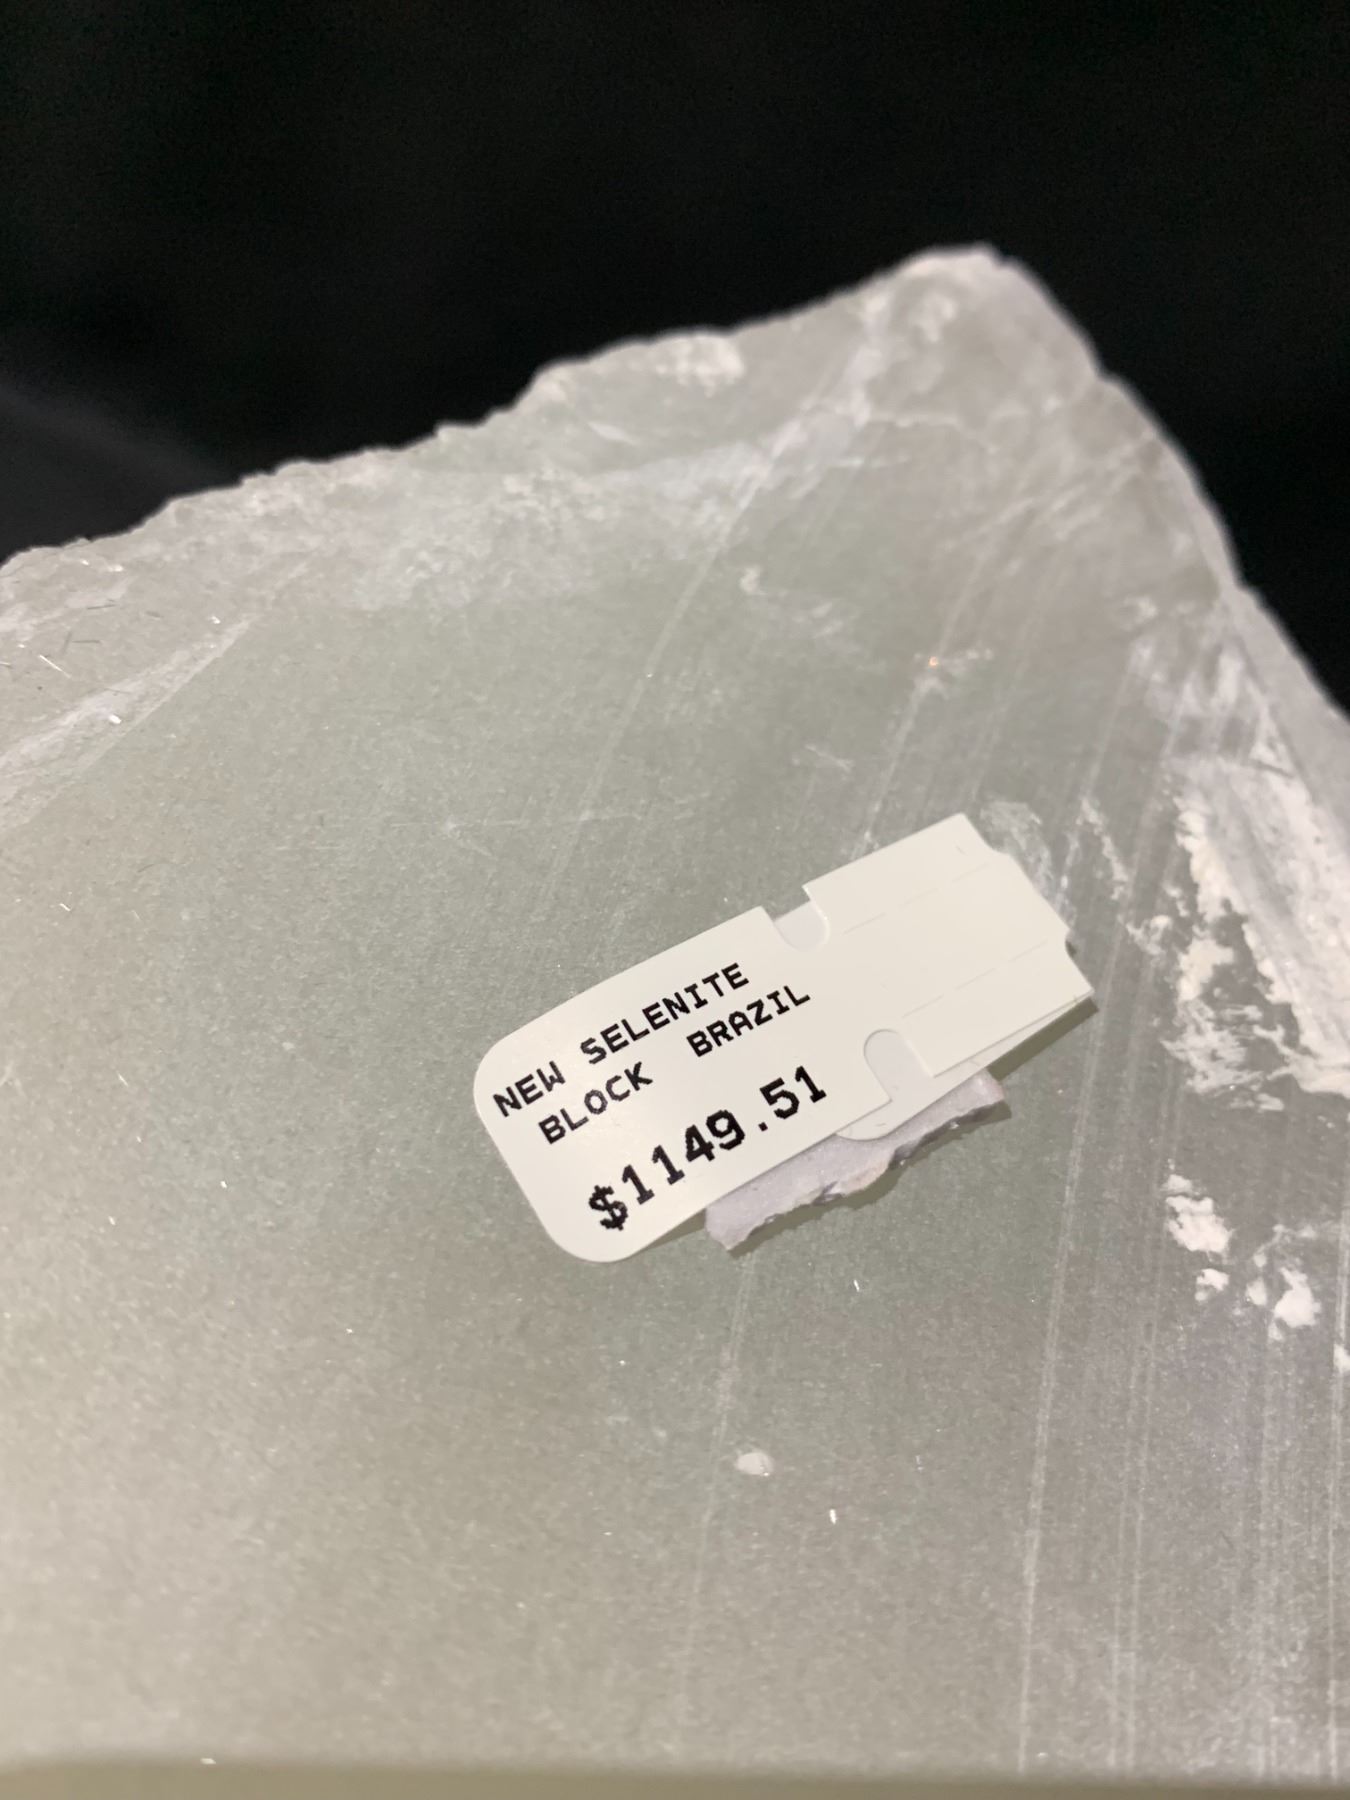 NEW SELENITE
BLOCK BRAZIL
$1149.51